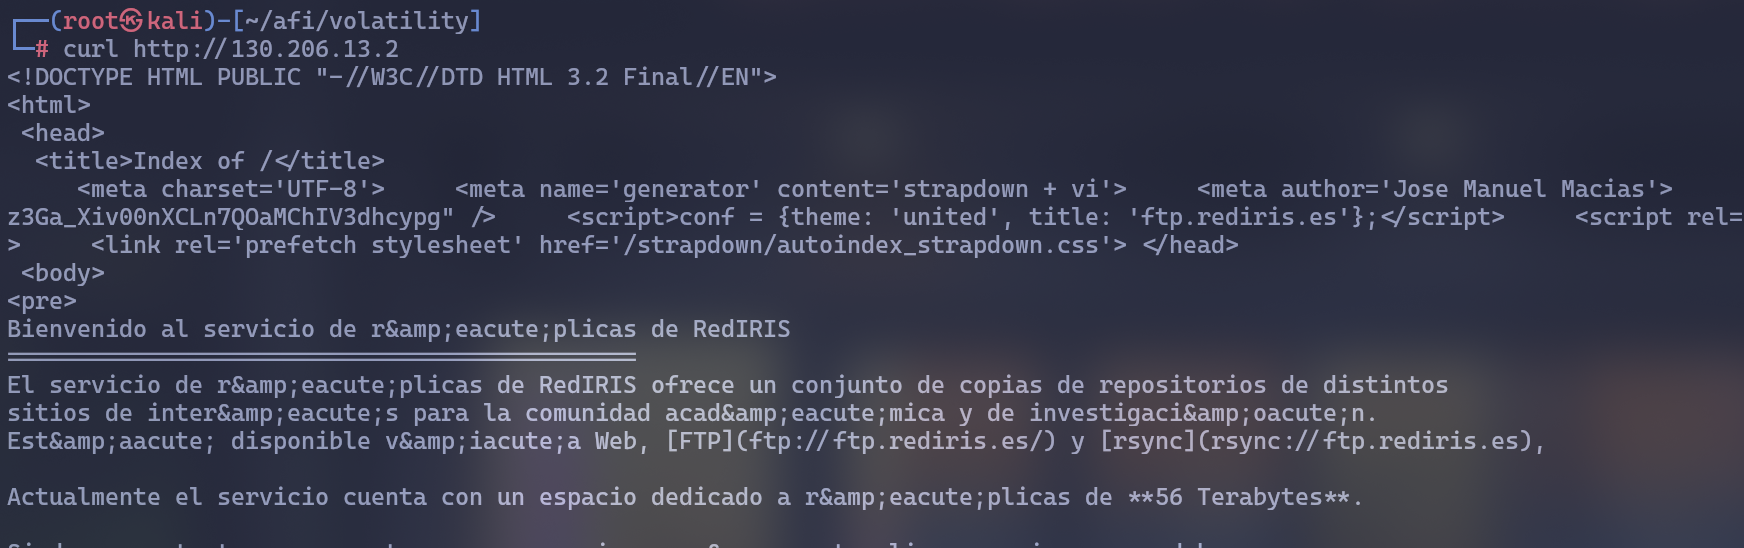 ┌──(root㉿kali)-[~/afi/volatility]
└─# curl http://130.206.13.2
<!DOCTYPE HTML PUBLIC "-//W3C//DTD HTML 3.2 Final//EN">
<html>
 <head>
  <title>Index of /</title>
     <meta charset='UTF-8'>     <meta name='generator' content='strapdown + vi'>     <meta author='Jose Manuel Macias'>
z3Ga_Xiv00nXCLn7QOaMChIV3dhcypg" />     <script>conf = {theme: 'united', title: 'ftp.rediris.es'};</script>     <script rel=
>     <link rel='prefetch stylesheet' href='/strapdown/autoindex_strapdown.css'> </head>
 <body>
<pre>
Bienvenido al servicio de r&amp;eacute;plicas de RedIRIS
=============================================
El servicio de r&amp;eacute;plicas de RedIRIS ofrece un conjunto de copias de repositorios de distintos
sitios de inter&amp;eacute;s para la comunidad acad&amp;eacute;mica y de investigaci&amp;oacute;n.
Est&amp;aacute; disponible v&amp;iacute;a Web, [FTP](ftp://ftp.rediris.es/) y [rsync](rsync://ftp.rediris.es),
Actualmente el servicio cuenta con un espacio dedicado a r&amp;eacute;plicas de **56 Terabytes**.